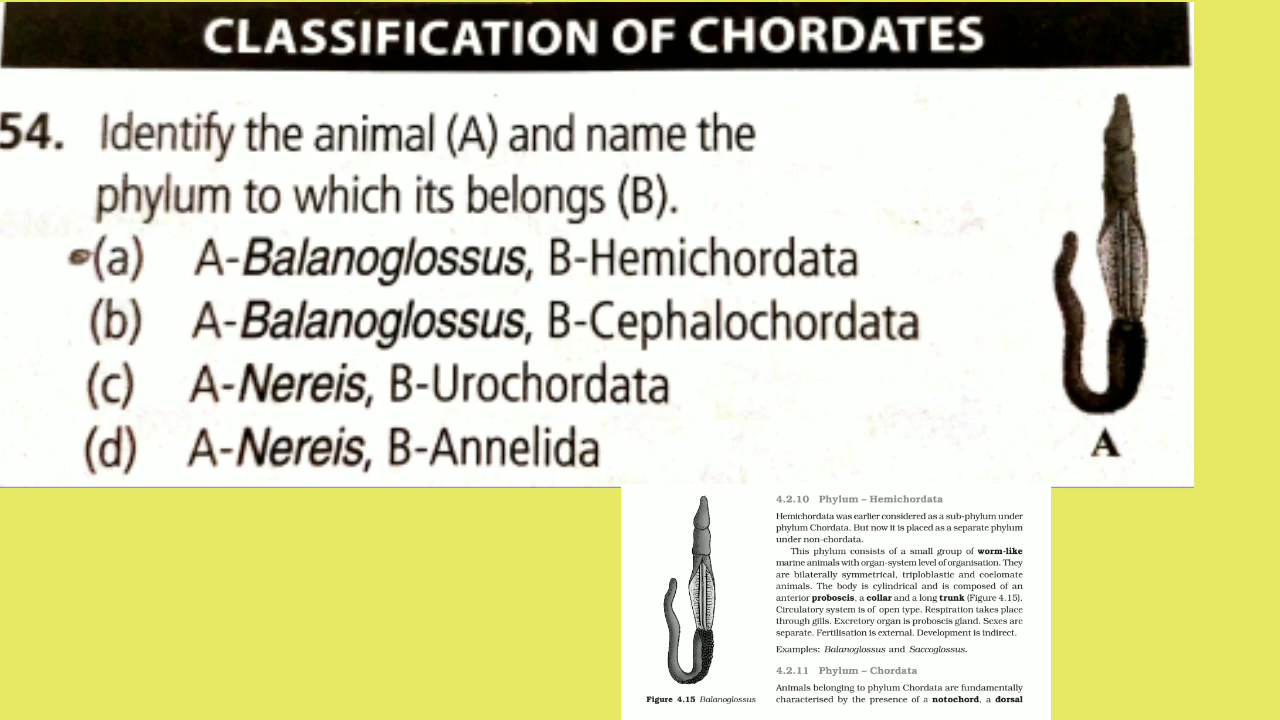 CLASSIFICATION OF CHORDATES
54. Identify the animal (A) and name the
phylum to which its belongs (B).
(a) A-Balanoglossus, B-Hemichordata
(b) A-Balanoglossus, B-Cephalochordata
(c) A-Nereis, B-Urochordata
(d) A-Nereis, B-Annelida
A
4.2.10 Phylum – Hemichordata
Hemichordata was earlier considered as a sub-phylum under
phylum Chordata. But now it is placed as a separate phylum
under non-chordata.
This phylum consists of a small group of worm-like
marine animals with organ-system level of organisation. They
are bilaterally symmetrical, triploblastic and coelomate
animals. The body is cylindrical and is composed of an
anterior proboscis, a collar and a long trunk (Figure 4.15).
Circulatory system is of open type. Respiration takes place
through gills. Excretory organ is proboscis gland. Sexes are
separate. Fertilisation is external. Development is indirect.
Examples: Balanoglossus and Saccoglossus.
4.2.11 Phylum – Chordata
Animals belonging to phylum Chordata are fundamentally
characterised by the presence of a notochord, a dorsal
Figure 4.15 Balanoglossus